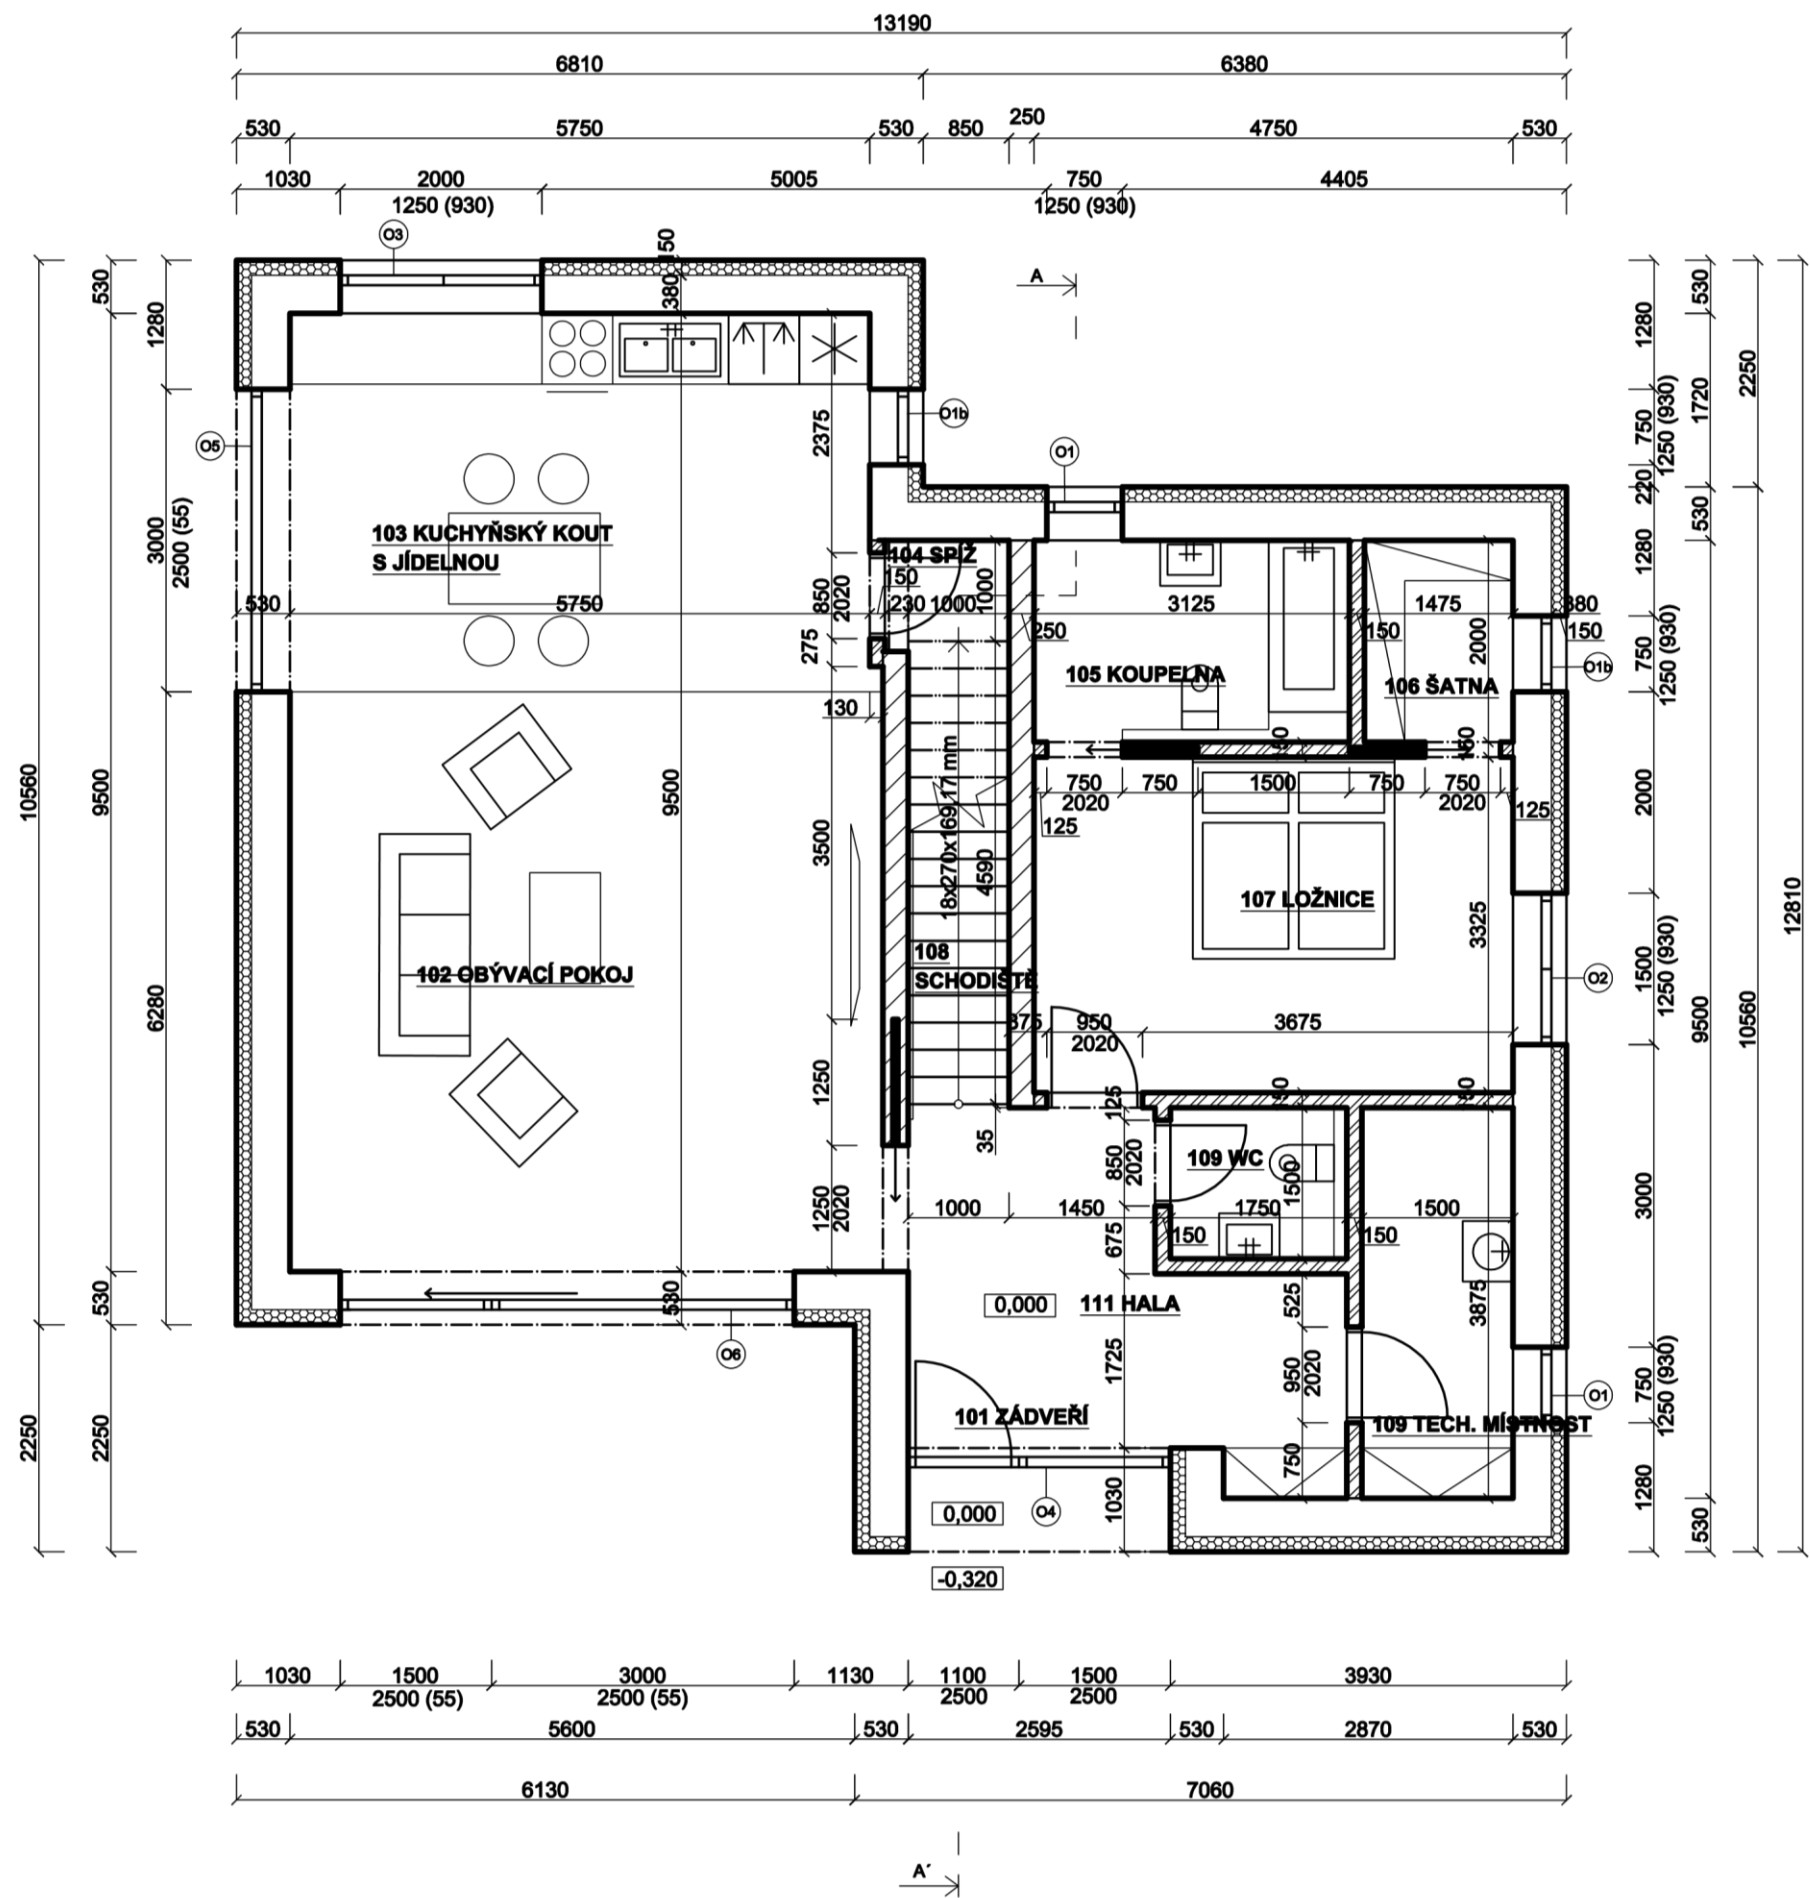 13190
6810 6380
530 5750 530 850 250 4750 530
1030 2000 5005 750 4405
1250 (930) 1250 (930)
O3
150
380
A
530
1280
530
1280
2250
O1b
O1
O5
2375
750
1250 (930)
1720
220
530
3000
2500 (55)
103 KUCHYŇSKÝ KOUT
S JÍDELNOU
104 SPÍŽ
150
1280
850
2020
530 5750 230 1000 1000 3125 1475 380
275
250 150 150
2000
105 KOUPELNA
106 ŠATNA
750
1250 (930)
O1b
130
150
10560
9500
9500
3500
18x270x169,17 mm
4590
750 750 1500 750 750
2020 2020
125 125
2000
107 LOŽNICE
3325
12810
108
SCHODIŠTĚ
102 OBÝVACÍ POKOJ
1500
1250 (930)
O2
6280
9500
10560
375 950 3675
2020
1250
125
35
850
2020
109 WC
1500
1250
2020
1000 1450 1750 1500
150 150
3000
675
530
530
525
0,000
111 HALA
3875
O6
1725
950
2020
750
1250 (930)
O1
101 ZÁDVEŘÍ
109 TECH. MÍSTNOST
2250
2250
750
1030
1280
530
0,000
O4
-0,320
1030 1500 3000 1130 1100 1500 3930
2500 (55) 2500 (55) 2500 2500
530 5600 530 2595 530 2870 530
6130 7060
A´